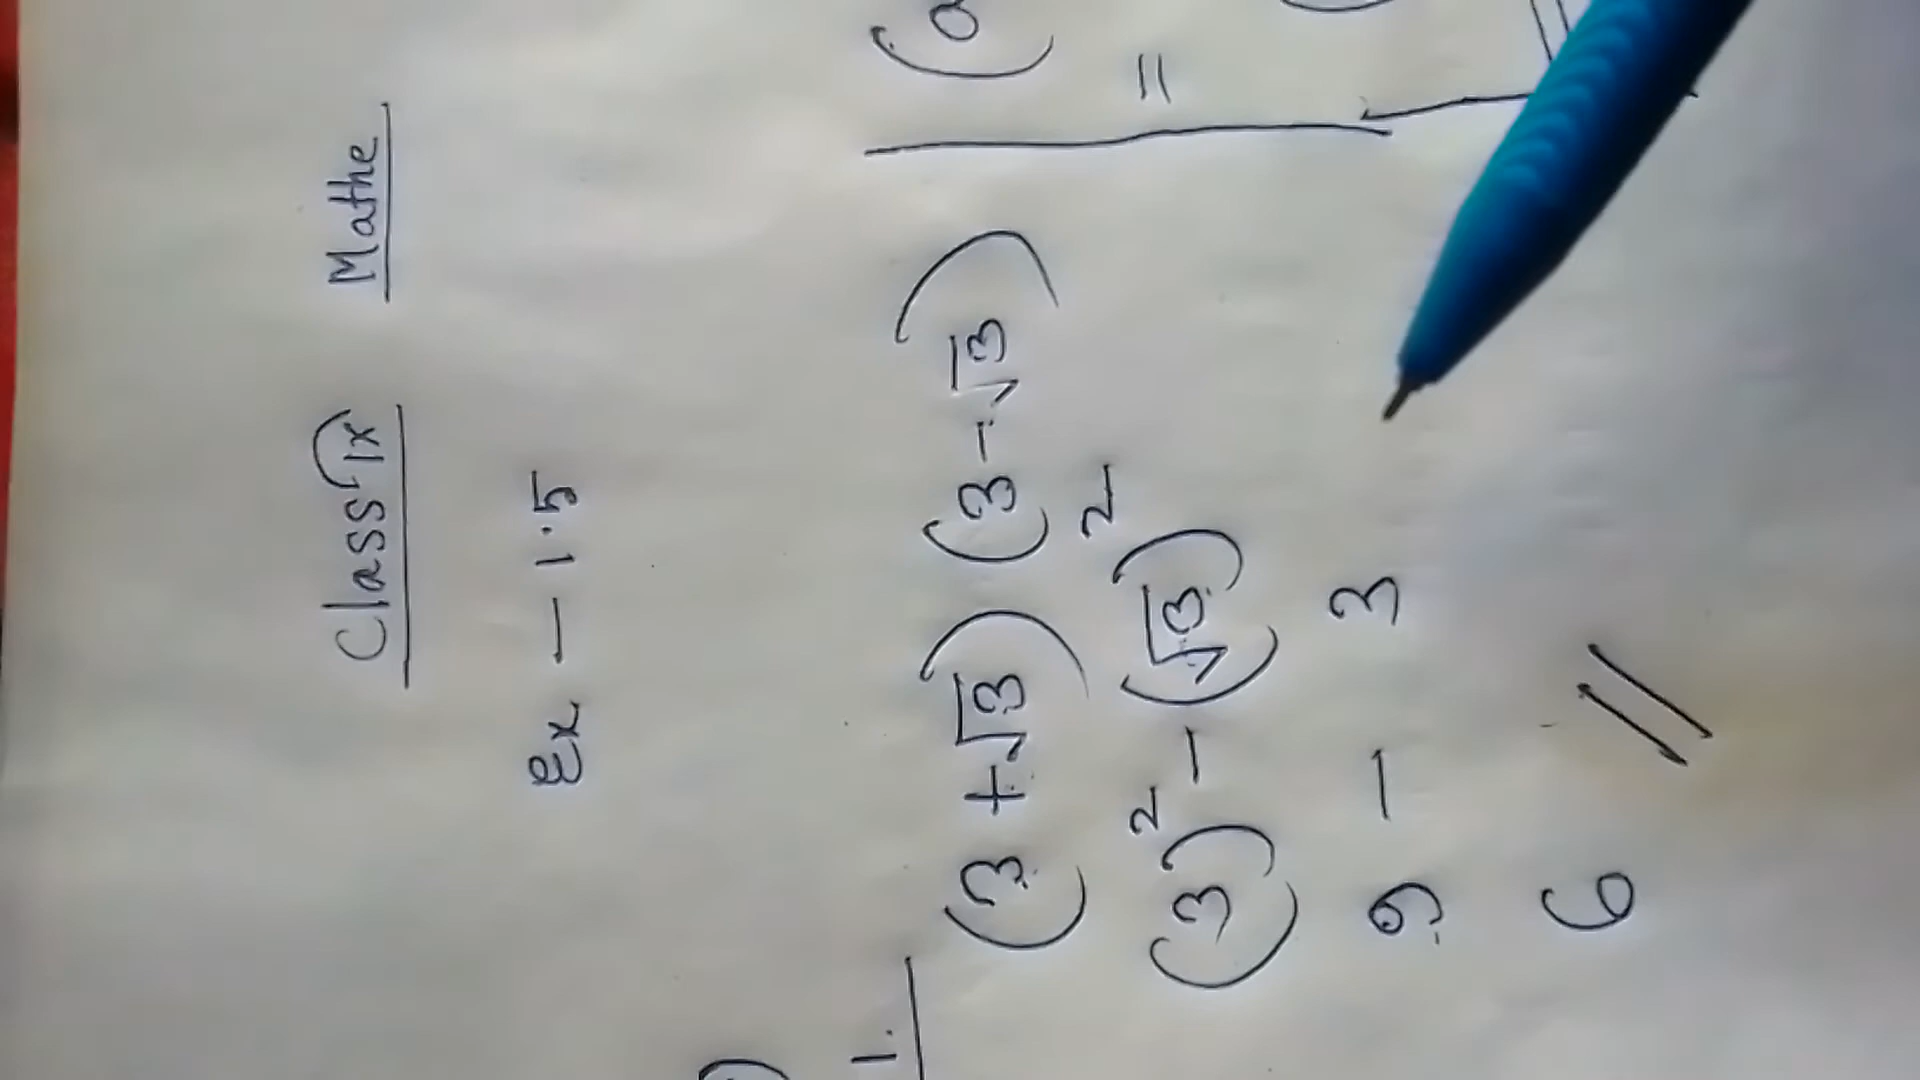 Class IX Mathe
Ex — 1.5
1.
(3 + √3) (3 - √3)
(3)² - (√3)²
9 - 3
6 //
(a
=